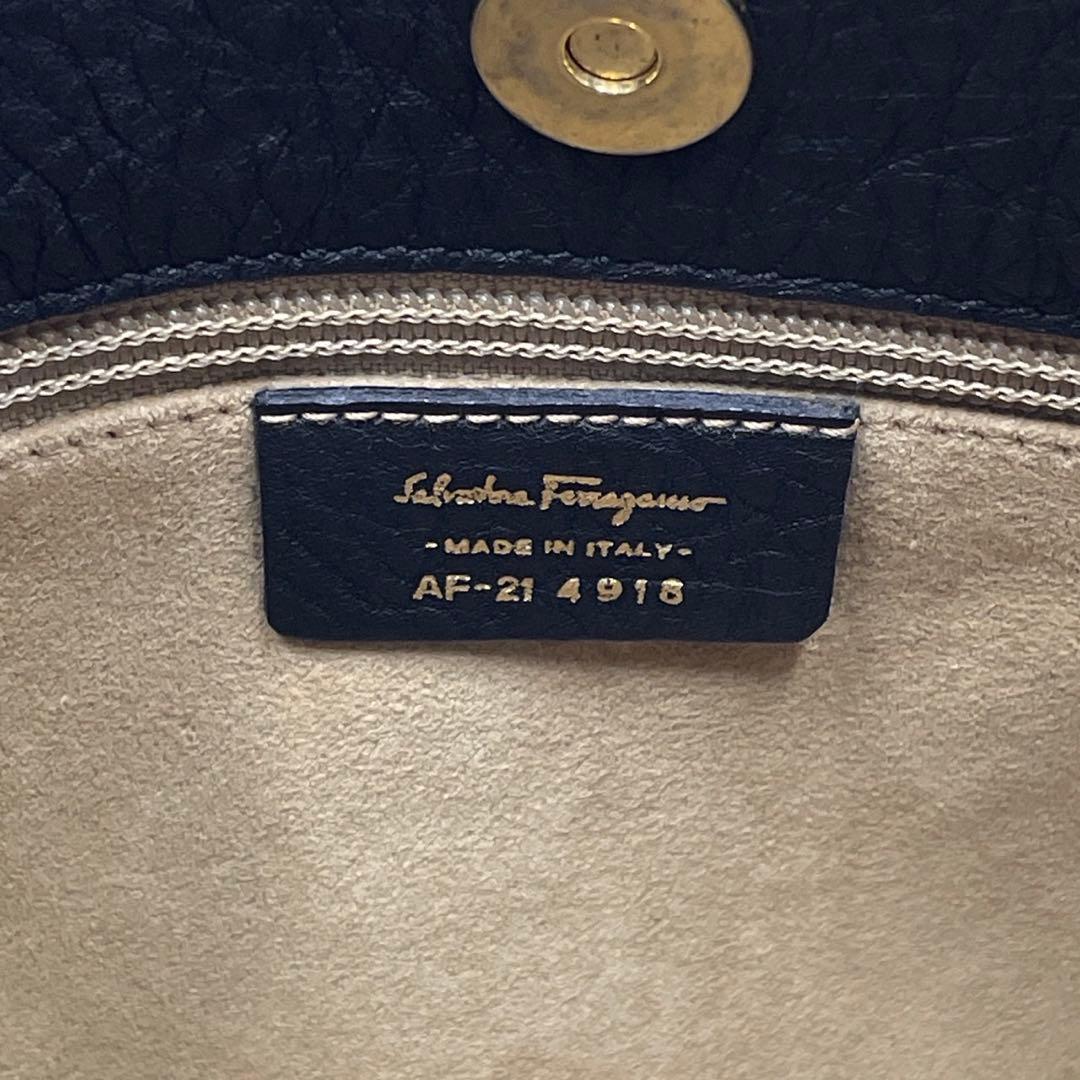 Salvatore Ferragamo
- MADE IN ITALY -
AF-21 4918